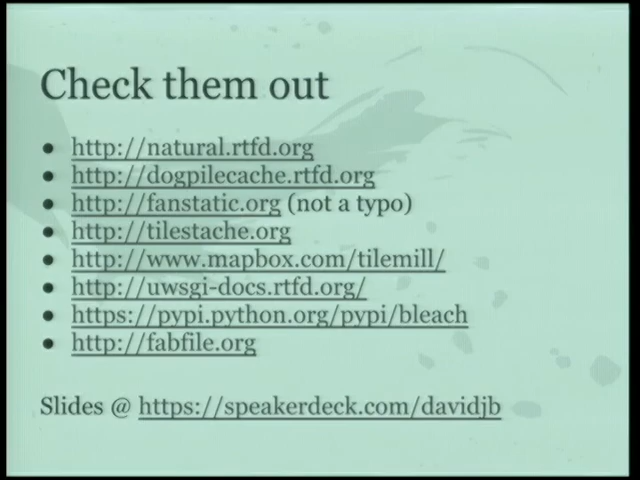 Check them out
• http://natural.rtfd.org
• http://dogpilecache.rtfd.org
• http://fanstatic.org (not a typo)
• http://tilestache.org
• http://www.mapbox.com/tilemill/
• http://uwsgi-docs.rtfd.org/
• https://pypi.python.org/pypi/bleach
• http://fabfile.org
Slides @ https://speakerdeck.com/davidjb